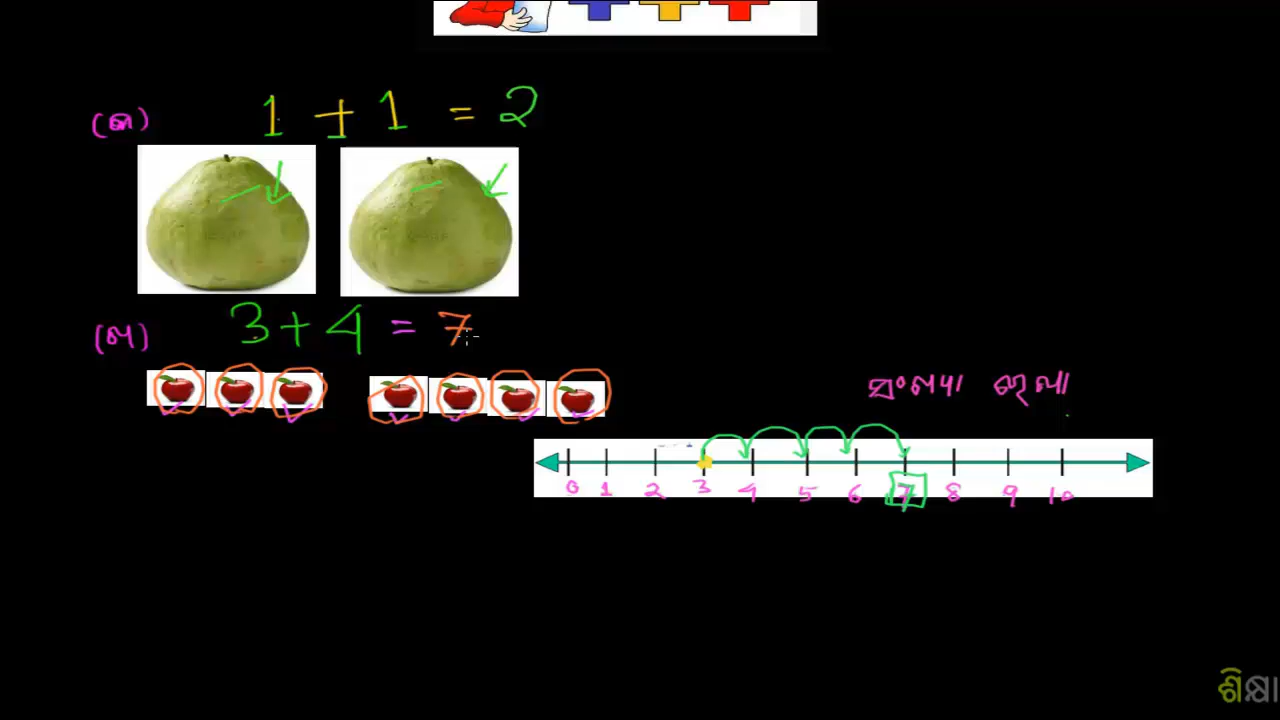 (କ) 1 + 1 = 2
(ଖ) 3 + 4 = 7
ସଂଖ୍ୟା ରେଖା
0 1 2 3 4 5 6 7 8 9 10
ଶିକ୍ଷା